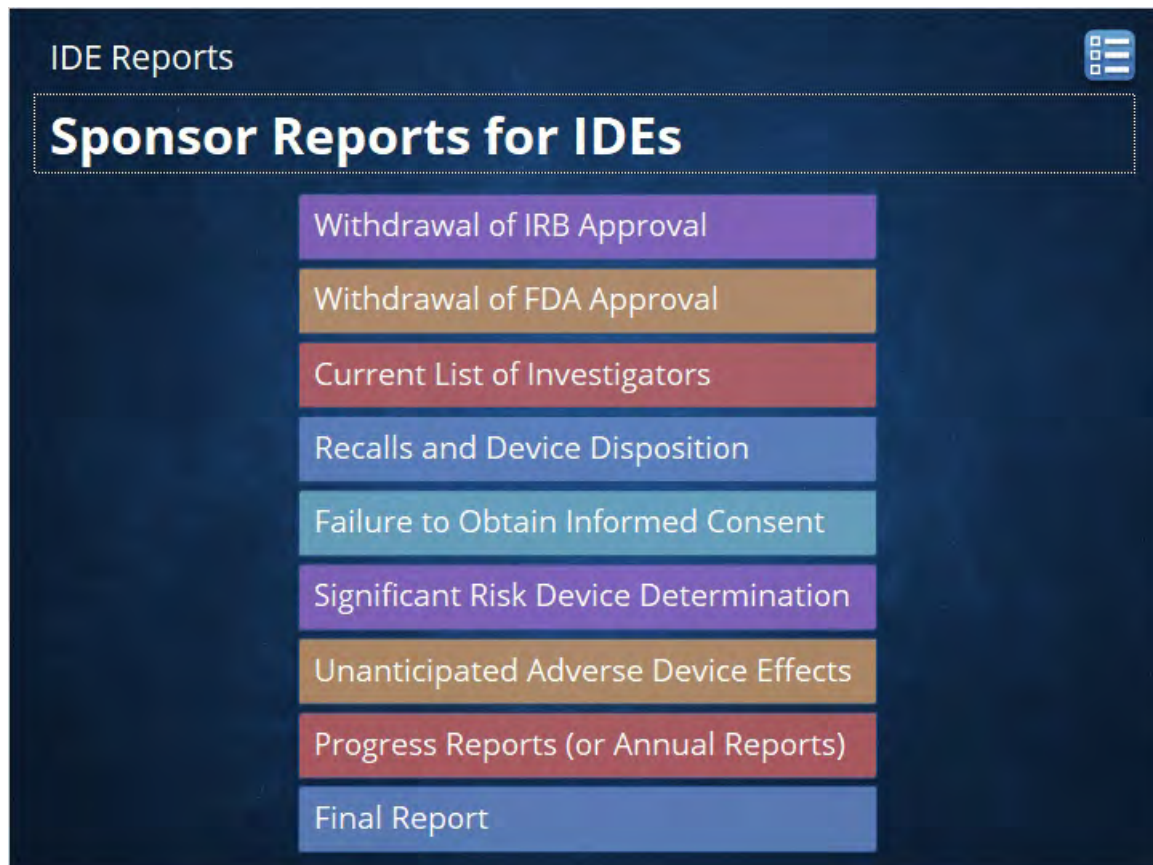 IDE Reports
Sponsor Reports for IDEs
Withdrawal of IRB Approval
Withdrawal of FDA Approval
Current List of Investigators
Recalls and Device Disposition
Failure to Obtain Informed Consent
Significant Risk Device Determination
Unanticipated Adverse Device Effects
Progress Reports (or Annual Reports)
Final Report